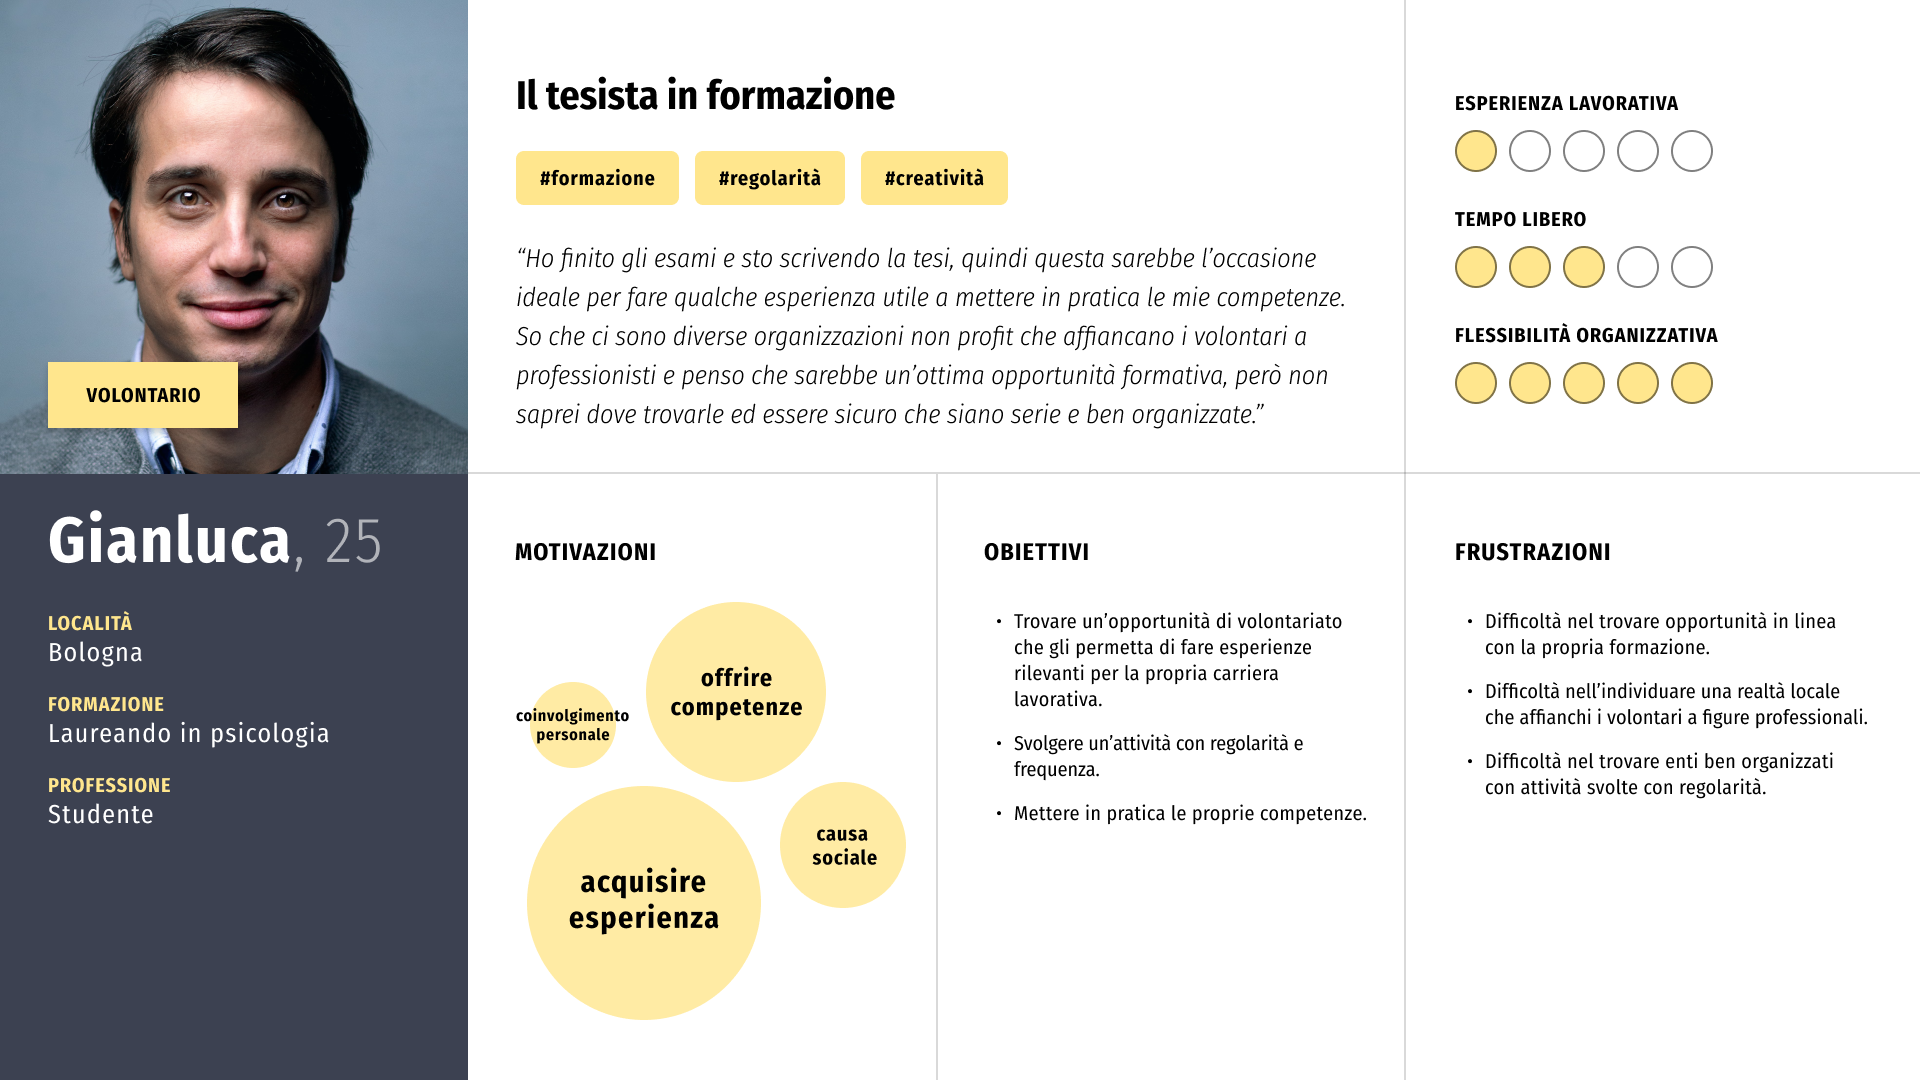 VOLONTARIO
Gianluca, 25
LOCALITÀ
Bologna
FORMAZIONE
Laureando in psicologia
PROFESSIONE
Studente
Il tesista in formazione
#formazione
#regolarità
#creatività
“Ho finito gli esami e sto scrivendo la tesi, quindi questa sarebbe l’occasione
ideale per fare qualche esperienza utile a mettere in pratica le mie competenze.
So che ci sono diverse organizzazioni non profit che affiancano i volontari a
professionisti e penso che sarebbe un’ottima opportunità formativa, però non
saprei dove trovarle ed essere sicuro che siano serie e ben organizzate.”
ESPERIENZA LAVORATIVA
TEMPO LIBERO
FLESSIBILITÀ ORGANIZZATIVA
MOTIVAZIONI
offrire
competenze
coinvolgimento
personale
causa
sociale
acquisire
esperienza
OBIETTIVI
• Trovare un’opportunità di volontariato
che gli permetta di fare esperienze
rilevanti per la propria carriera
lavorativa.
• Svolgere un’attività con regolarità e
frequenza.
• Mettere in pratica le proprie competenze.
FRUSTRAZIONI
• Difficoltà nel trovare opportunità in linea
con la propria formazione.
• Difficoltà nell’individuare una realtà locale
che affianchi i volontari a figure professionali.
• Difficoltà nel trovare enti ben organizzati
con attività svolte con regolarità.